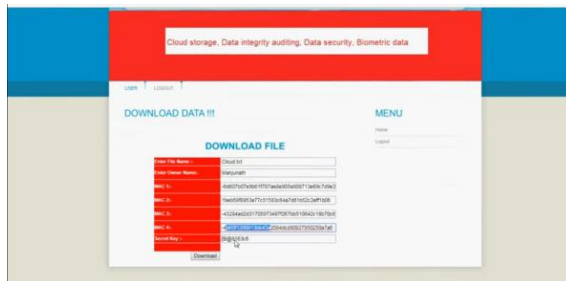 Cloud storage, Data integrity auditing, Data security, Biometric data
USER LOGOUT
DOWNLOAD DATA !!!
MENU
Home
Logout
DOWNLOAD FILE
Enter File Name :- Cloud.txt
Enter Owner Name:- Manjunath
MAC 1:-
MAC 2:-
MAC 3:-
MAC 4:-
Secret Key :-
Download